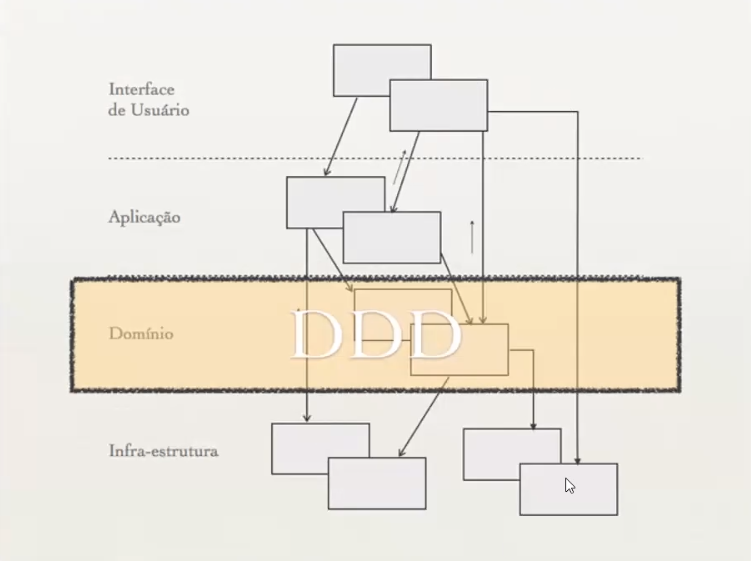 Interface
de Usuário
Aplicação
Domínio
DDD
Infra-estrutura